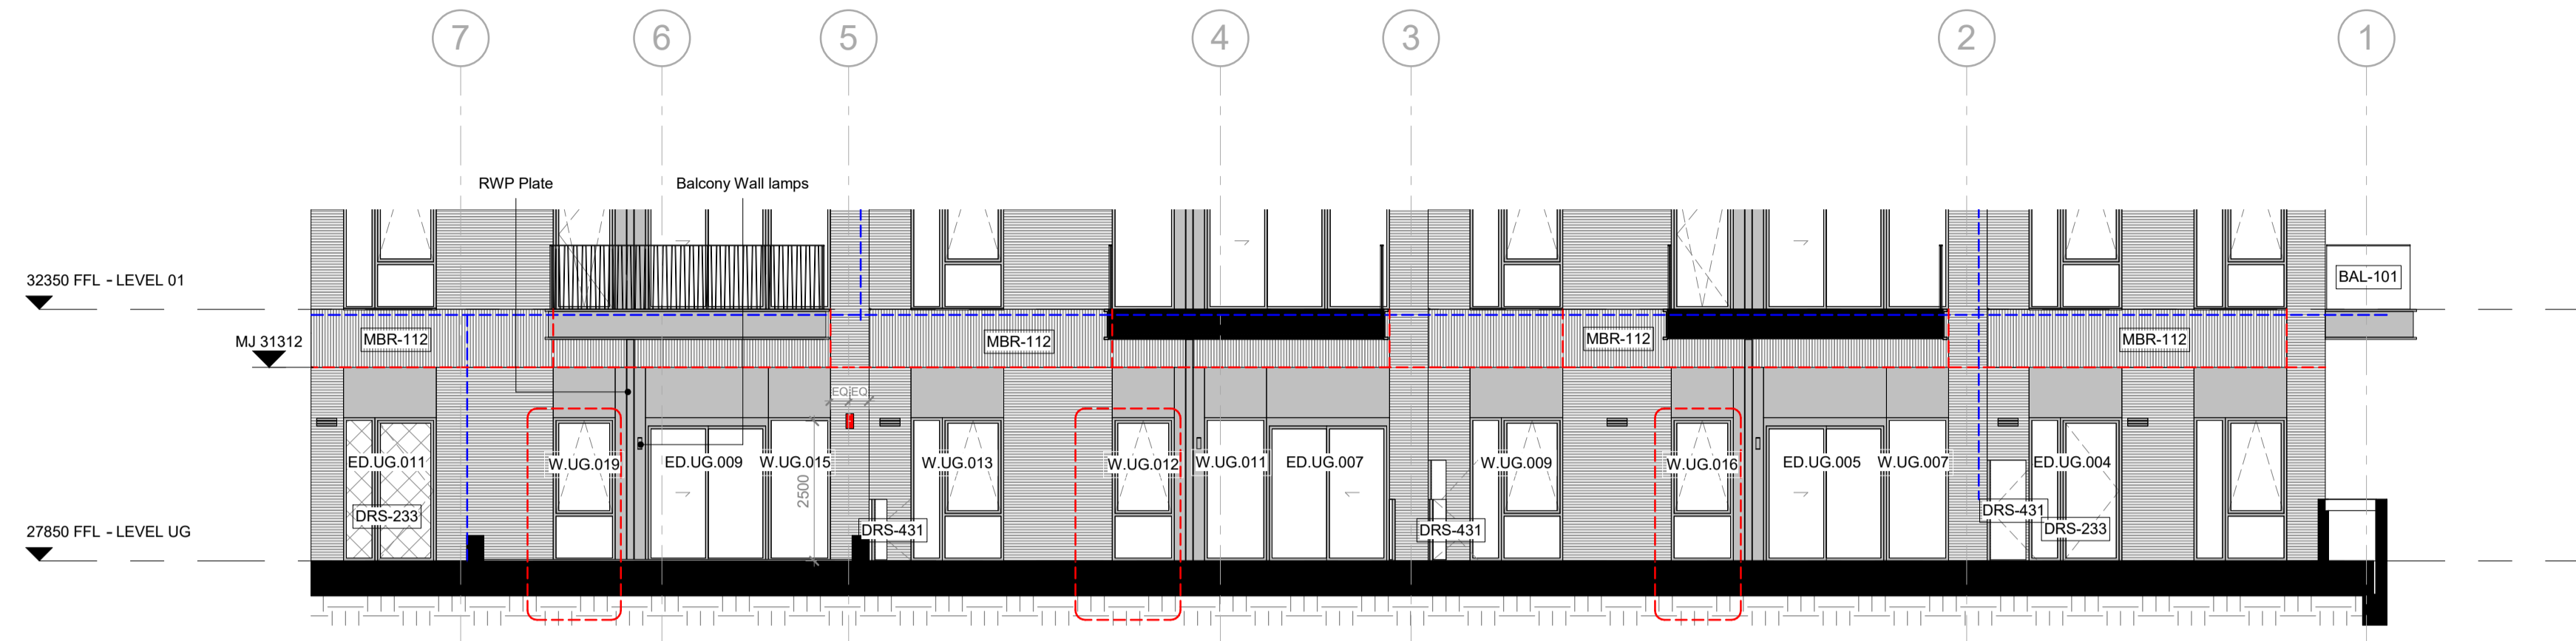 7 6 5 4 3 2 1
RWP Plate
Balcony Wall lamps
32350 FFL - LEVEL 01
BAL-101
MJ 31312
MBR-112
MBR-112
MBR-112
MBR-112
EQ EQ
ED.UG.011
W.UG.019
ED.UG.009
W.UG.015
W.UG.013
W.UG.012
W.UG.011
ED.UG.007
W.UG.009
W.UG.016
ED.UG.005
W.UG.007
ED.UG.004
2500
DRS-233
DRS-431
DRS-431
DRS-431
DRS-233
27850 FFL - LEVEL UG